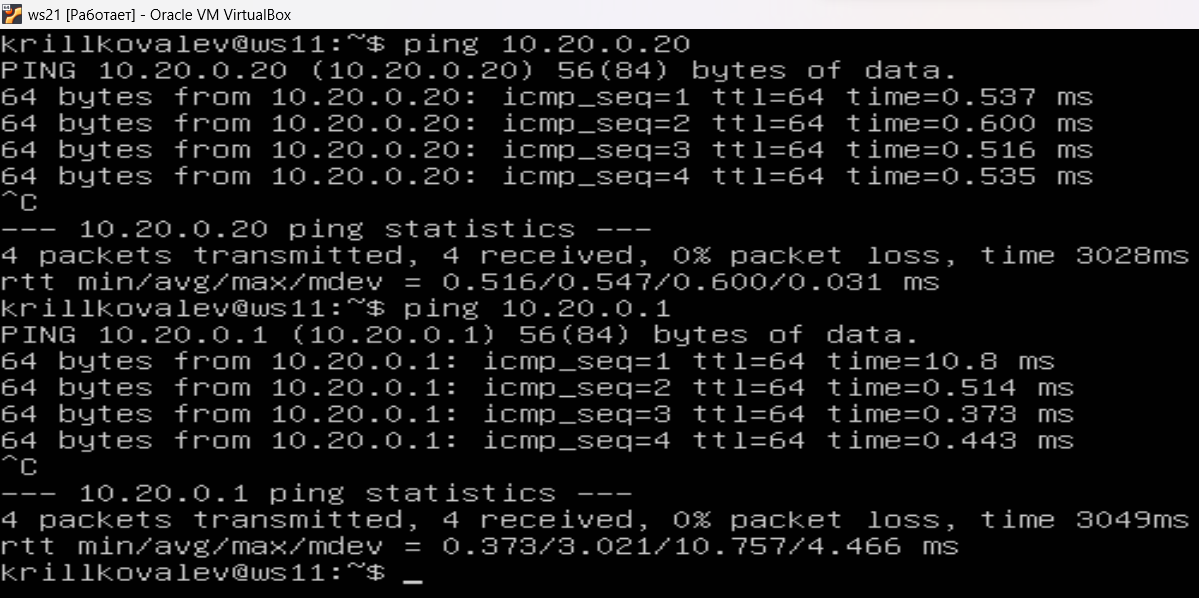 ws21 [Работает] - Oracle VM VirtualBox
krillkovalev@ws11:~$ ping 10.20.0.20
PING 10.20.0.20 (10.20.0.20) 56(84) bytes of data.
64 bytes from 10.20.0.20: icmp_seq=1 ttl=64 time=0.537 ms
64 bytes from 10.20.0.20: icmp_seq=2 ttl=64 time=0.600 ms
64 bytes from 10.20.0.20: icmp_seq=3 ttl=64 time=0.516 ms
64 bytes from 10.20.0.20: icmp_seq=4 ttl=64 time=0.535 ms
^C
--- 10.20.0.20 ping statistics ---
4 packets transmitted, 4 received, 0% packet loss, time 3028ms
rtt min/avg/max/mdev = 0.516/0.547/0.600/0.031 ms
krillkovalev@ws11:~$ ping 10.20.0.1
PING 10.20.0.1 (10.20.0.1) 56(84) bytes of data.
64 bytes from 10.20.0.1: icmp_seq=1 ttl=64 time=10.8 ms
64 bytes from 10.20.0.1: icmp_seq=2 ttl=64 time=0.514 ms
64 bytes from 10.20.0.1: icmp_seq=3 ttl=64 time=0.373 ms
64 bytes from 10.20.0.1: icmp_seq=4 ttl=64 time=0.443 ms
^C
--- 10.20.0.1 ping statistics ---
4 packets transmitted, 4 received, 0% packet loss, time 3049ms
rtt min/avg/max/mdev = 0.373/3.021/10.757/4.466 ms
krillkovalev@ws11:~$ _